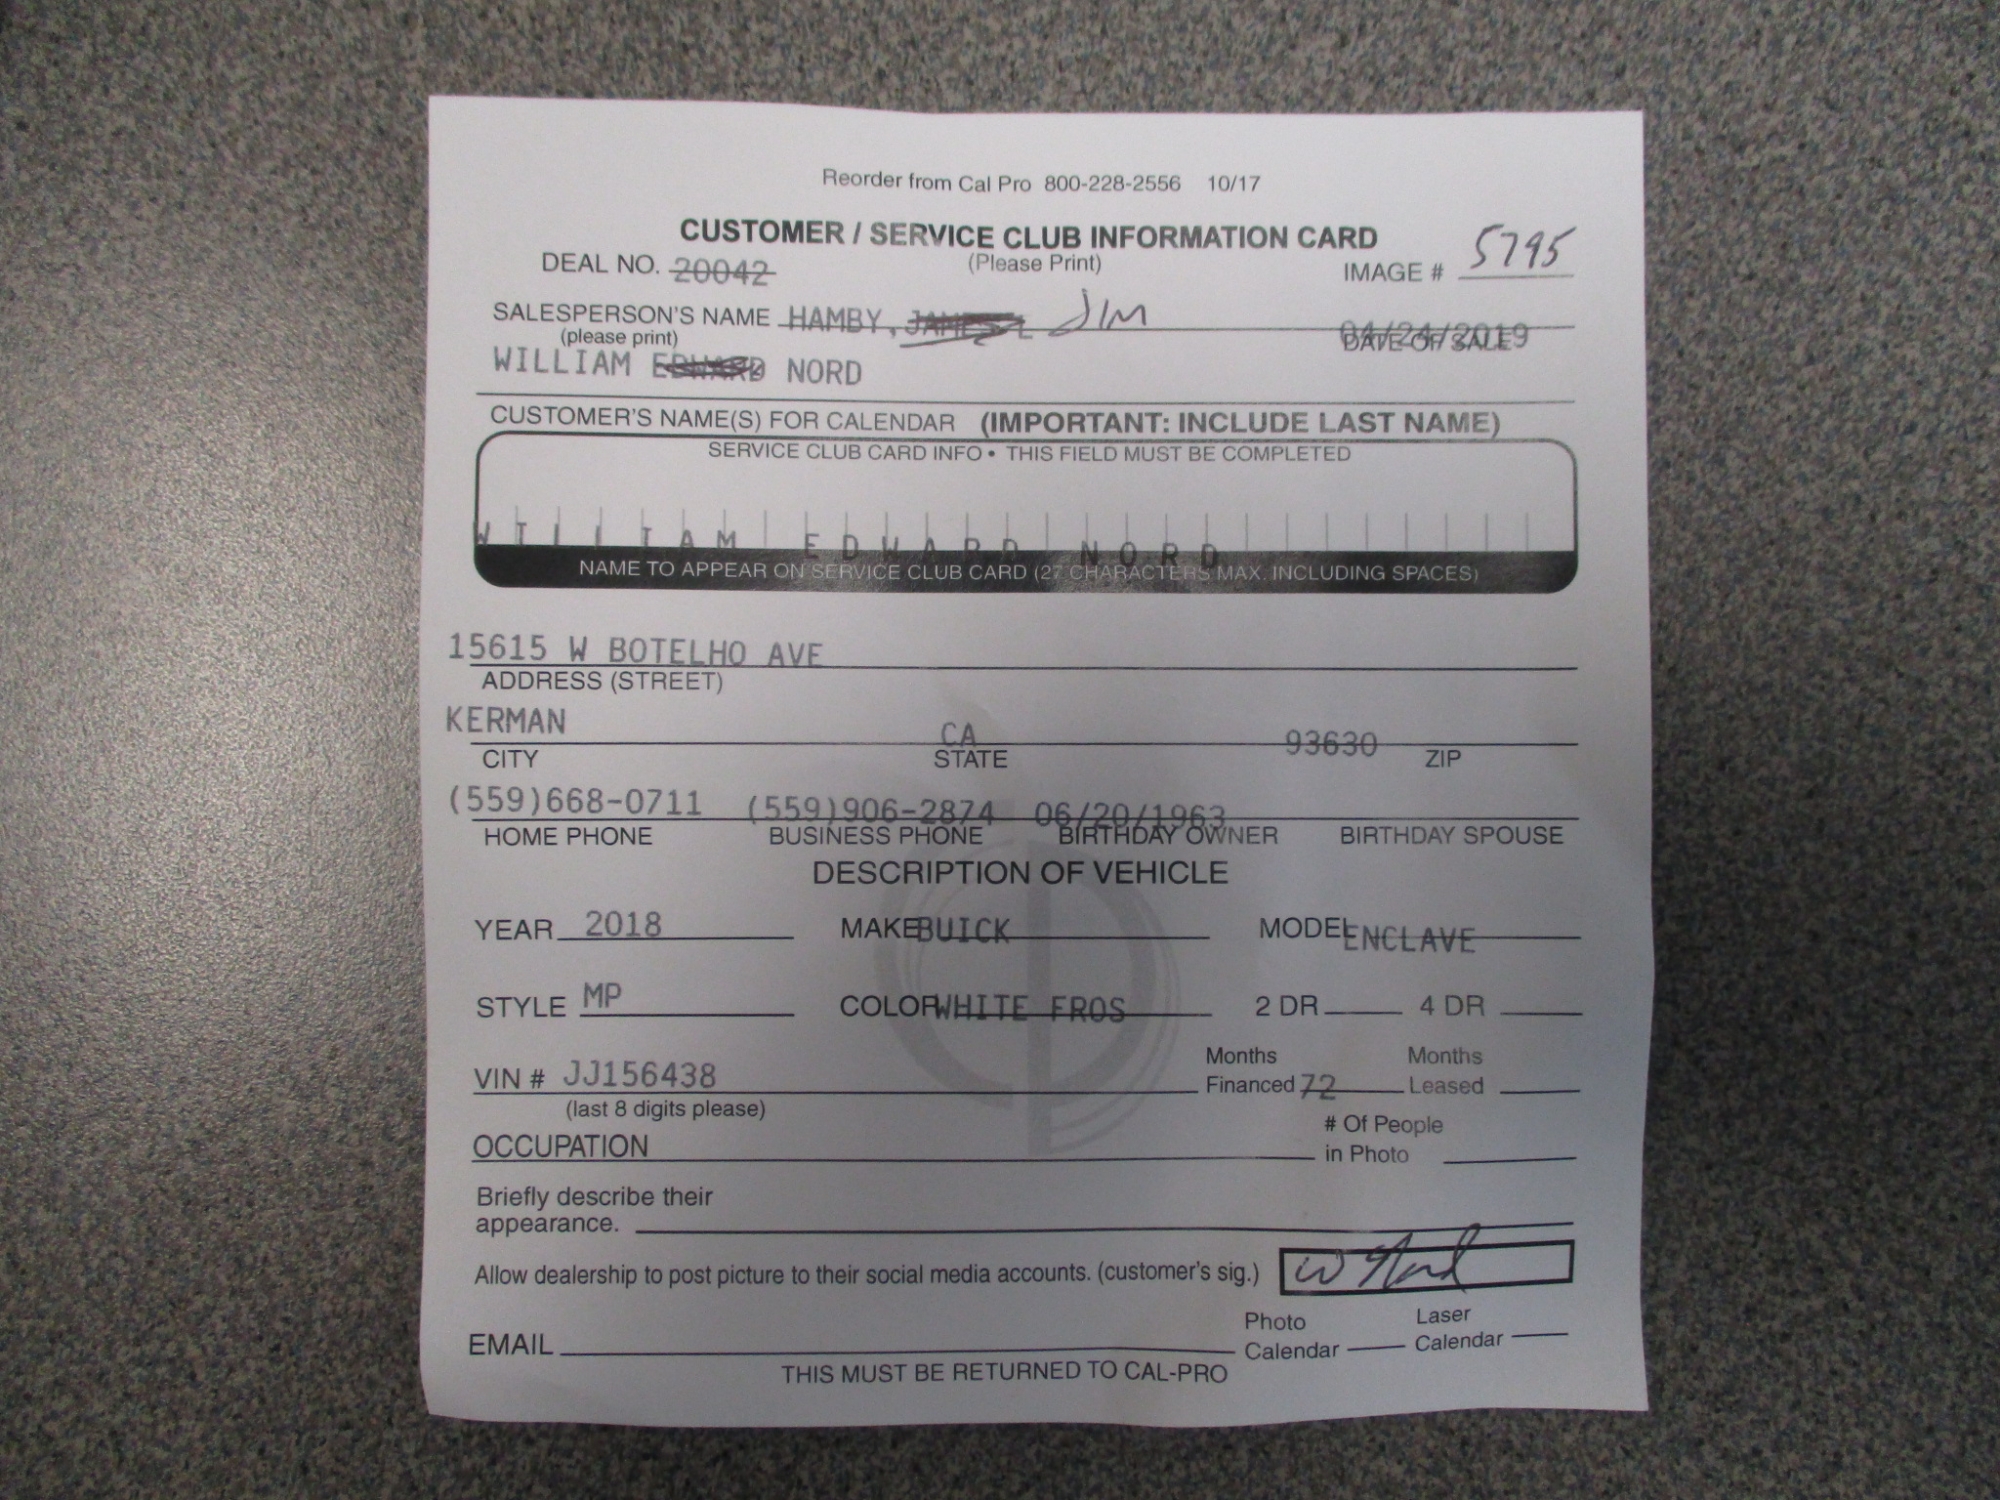 Reorder from Cal Pro 800-228-2556 10/17
CUSTOMER / SERVICE CLUB INFORMATION CARD
DEAL NO. 20042 (Please Print) IMAGE # 5795
SALESPERSON'S NAME HAMBY, JAMES L JIM
(please print) 04/24/2019 DATE OF SALE
WILLIAM EDWARD NORD
CUSTOMER'S NAME(S) FOR CALENDAR (IMPORTANT: INCLUDE LAST NAME)
SERVICE CLUB CARD INFO • THIS FIELD MUST BE COMPLETED
WILLIAM EDWARD NORD
NAME TO APPEAR ON SERVICE CLUB CARD (27 CHARACTERS MAX. INCLUDING SPACES)
15615 W BOTELHO AVE
ADDRESS (STREET)
KERMAN CA 93630
CITY STATE ZIP
(559)668-0711 (559)906-2874 06/20/1963
HOME PHONE BUSINESS PHONE BIRTHDAY OWNER BIRTHDAY SPOUSE
DESCRIPTION OF VEHICLE
YEAR 2018 MAKE BUICK MODEL ENCLAVE
STYLE MP COLOR WHITE FROS 2 DR 4 DR
Months Months
VIN # JJ156438 Financed 72 Leased
(last 8 digits please)
# Of People
OCCUPATION in Photo
Briefly describe their
appearance.
Allow dealership to post picture to their social media accounts. (customer's sig.) W Nord
Photo Laser
EMAIL Calendar Calendar
THIS MUST BE RETURNED TO CAL-PRO